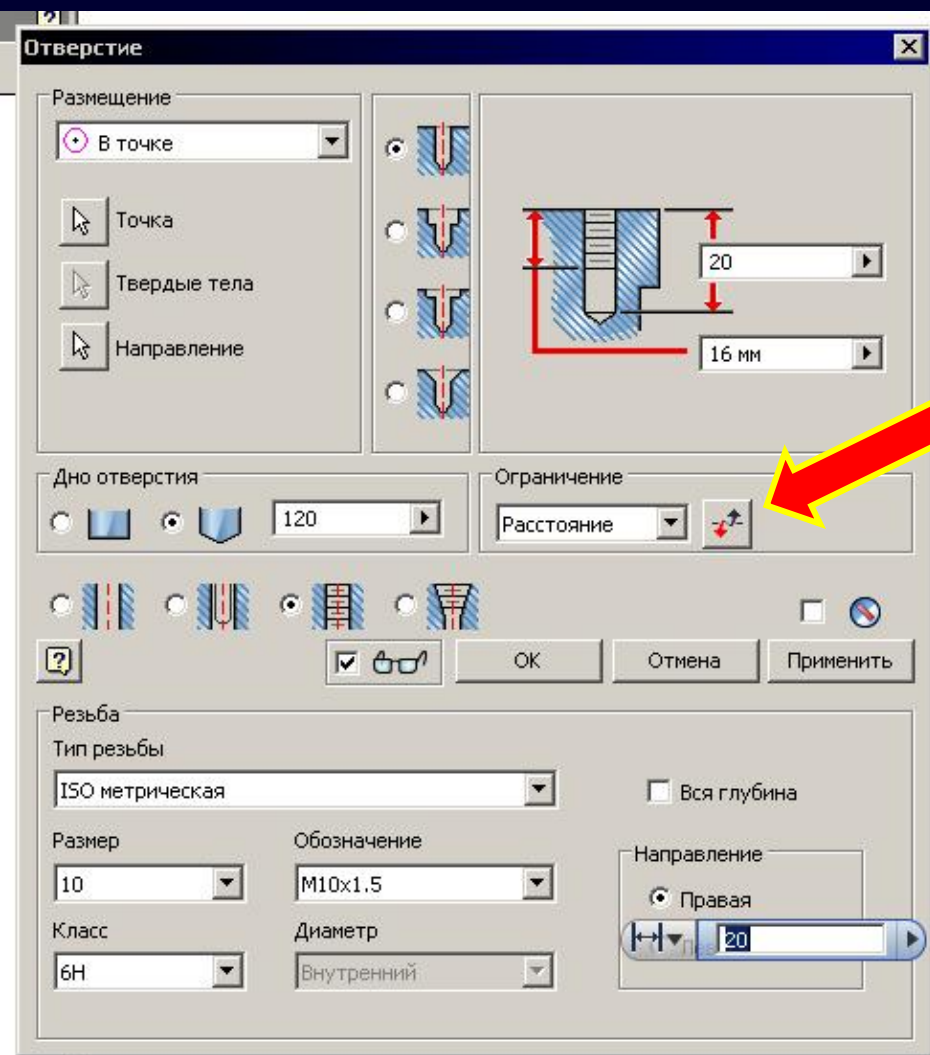 Отверстие
Размещение
В точке
Точка
Твердые тела
Направление
20
16 мм
Дно отверстия
120
Ограничение
Расстояние
OK
Отмена
Применить
Резьба
Тип резьбы
ISO метрическая
Вся глубина
Размер
Обозначение
10
M10x1.5
Направление
Правая
Класс
Диаметр
20
6H
Внутренний